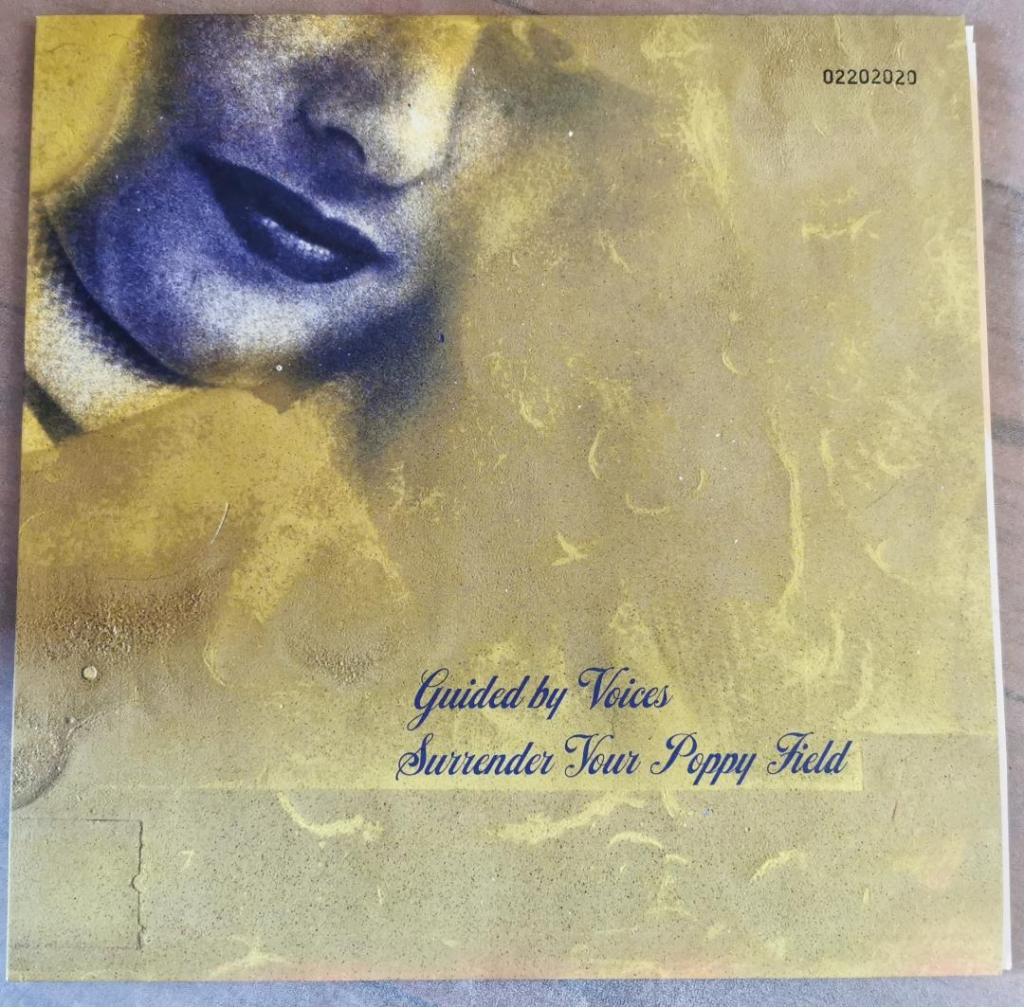 02202020
Guided by Voices
Surrender Your Poppy Field